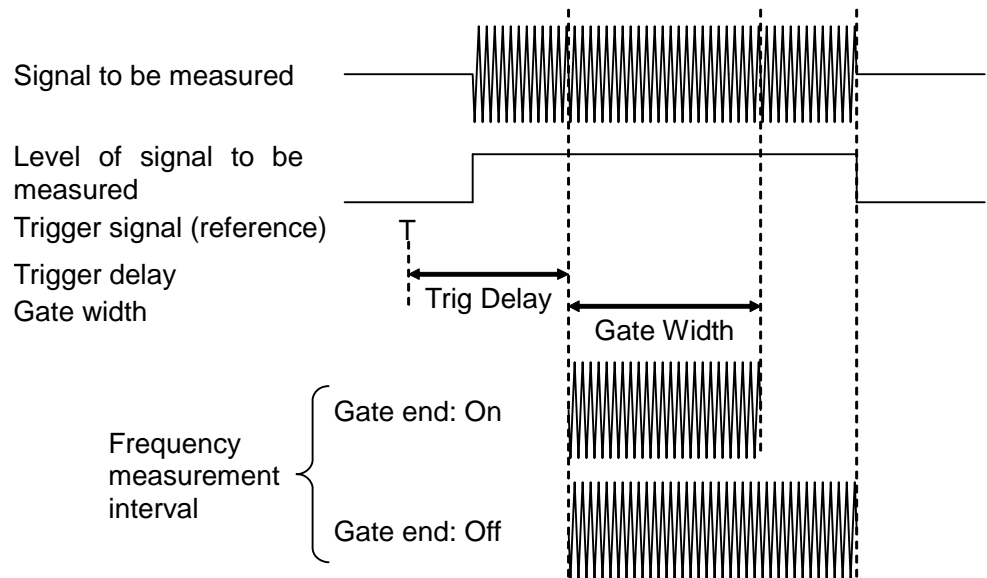 Signal to be measured
Level of signal to be
measured
Trigger signal (reference)
T
Trigger delay
Trig Delay
Gate width
Gate Width
Gate end: On
Frequency
measurement
interval
Gate end: Off